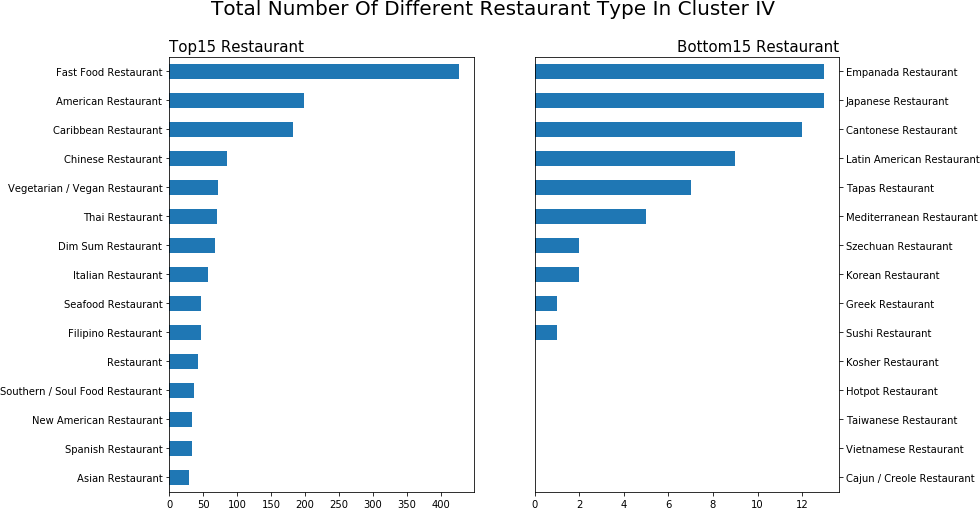 Total Number Of Different Restaurant Type In Cluster IV
Top15 Restaurant
Fast Food Restaurant
American Restaurant
Caribbean Restaurant
Chinese Restaurant
Vegetarian / Vegan Restaurant
Thai Restaurant
Dim Sum Restaurant
Italian Restaurant
Seafood Restaurant
Filipino Restaurant
Restaurant
Southern / Soul Food Restaurant
New American Restaurant
Spanish Restaurant
Asian Restaurant
0 50 100 150 200 250 300 350 400
Bottom15 Restaurant
Empanada Restaurant
Japanese Restaurant
Cantonese Restaurant
Latin American Restaurant
Tapas Restaurant
Mediterranean Restaurant
Szechuan Restaurant
Korean Restaurant
Greek Restaurant
Sushi Restaurant
Kosher Restaurant
Hotpot Restaurant
Taiwanese Restaurant
Vietnamese Restaurant
Cajun / Creole Restaurant
0 2 4 6 8 10 12